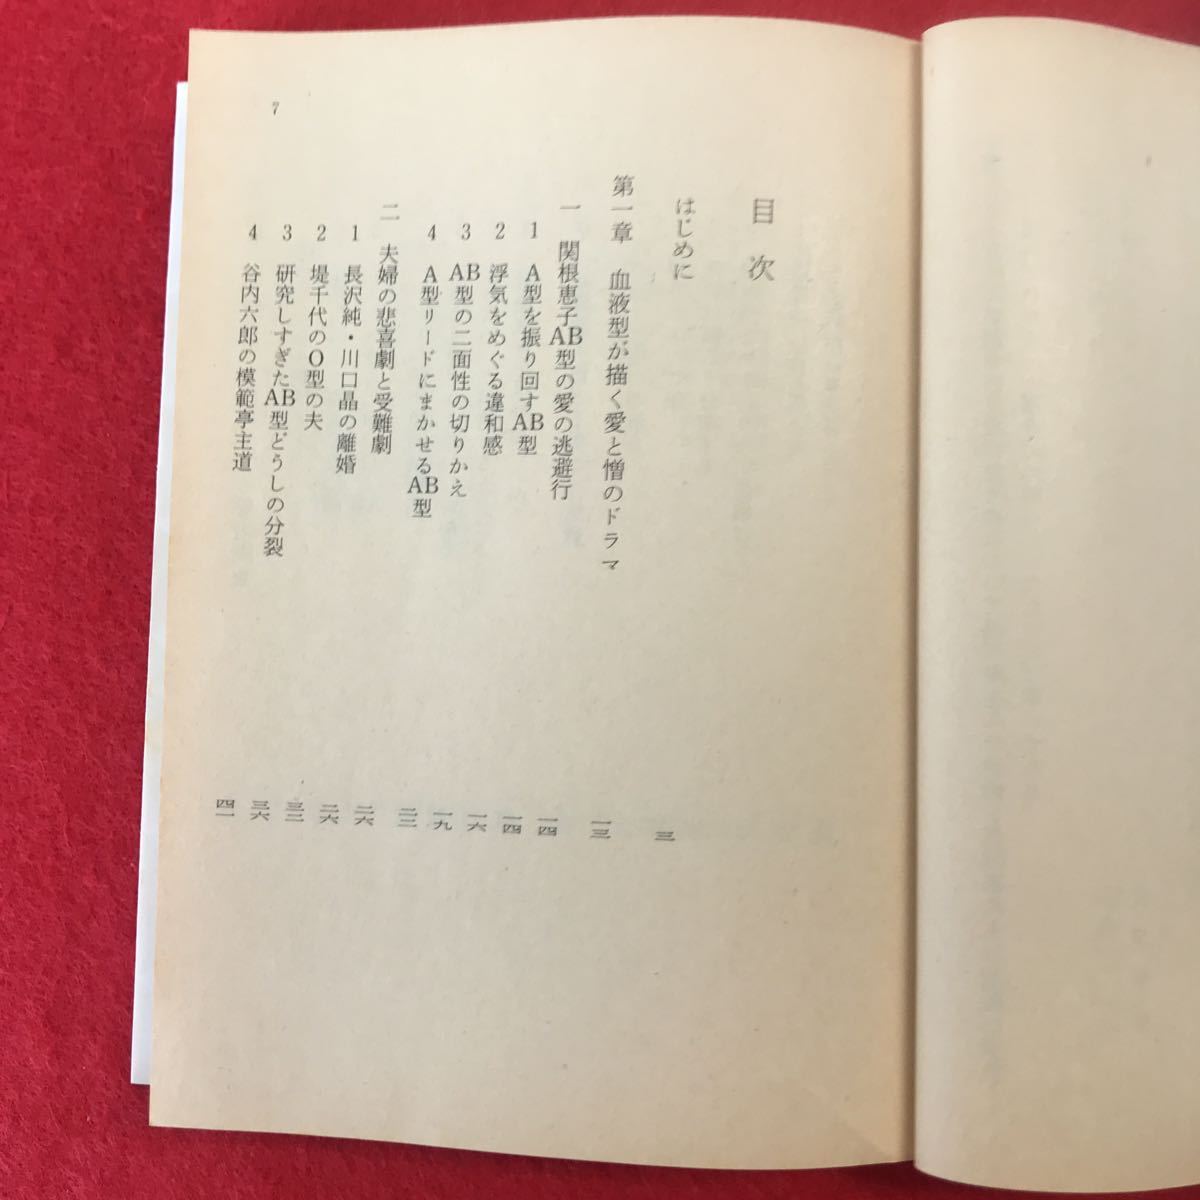 目次
はじめに 三
第一章 血液型が描く愛と憎のドラマ 一三
一 関根恵子AB型の愛の逃避行 一四
1 A型を振り回すAB型 一四
2 浮気をめぐる違和感 一六
3 AB型の二面性の切りかえ 一九
4 A型リードにまかせるAB型 二三
二 夫婦の悲喜劇と受難劇 二六
1 長沢純・川口晶の離婚 二六
2 堤千代のO型の夫 三二
3 研究しすぎたAB型どうしの分裂 三六
4 谷内六郎の模範亭主道 四一
7